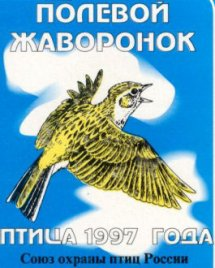 ПОЛЕВОЙ
ЖАВОРОНОК
ПТИЦА 1997 ГОДА
Союз охраны птиц России